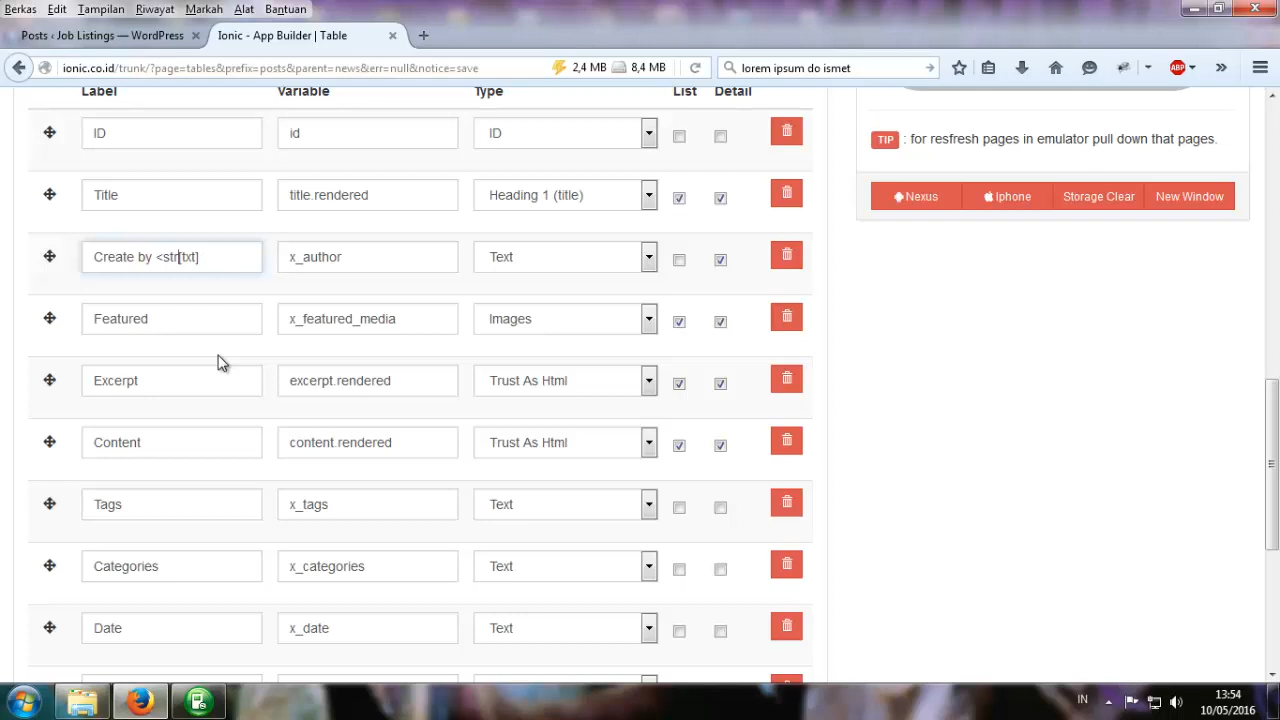 Berkas Edit Tampilan Riwayat Markah Alat Bantuan
Posts ‹ Job Listings — WordPress × Ionic - App Builder | Table × +
ionic.co.id/trunk/?page=tables&prefix=posts&parent=news&err=null&notice=save 2,4 MB 8,4 MB lorem ipsum do ismet ABP
Label Variable Type List Detail
ID id ID
TIP : for resfresh pages in emulator pull down that pages.
Title title.rendered Heading 1 (title)
Nexus Iphone Storage Clear New Window
Create by <str[txt] x_author Text
Featured x_featured_media Images
Excerpt excerpt.rendered Trust As Html
Content content.rendered Trust As Html
Tags x_tags Text
Categories x_categories Text
Date x_date Text
IN 13:54
10/05/2016